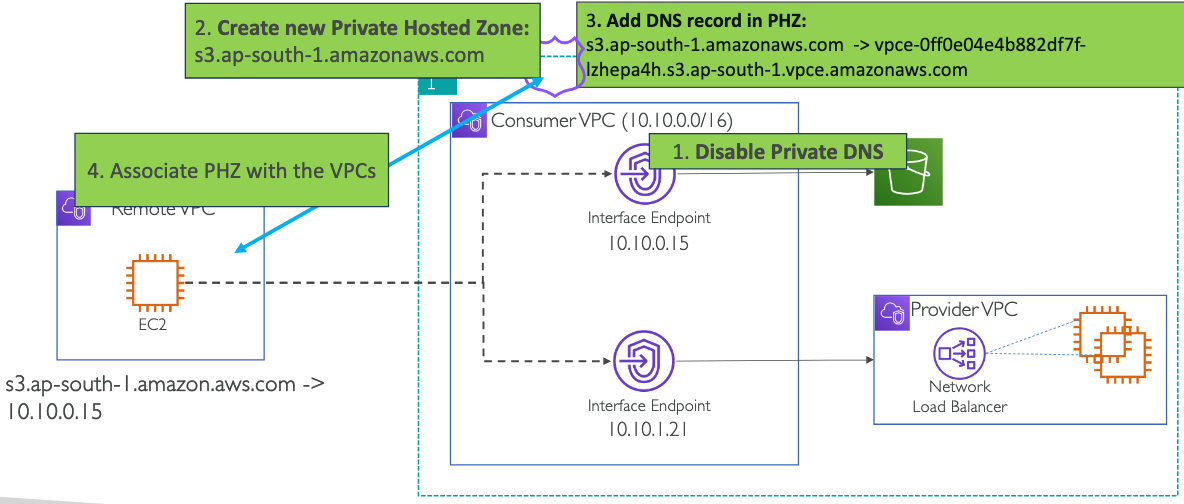 2. Create new Private Hosted Zone:
s3.ap-south-1.amazonaws.com
3. Add DNS record in PHZ:
s3.ap-south-1.amazonaws.com -> vpce-0ff0e04e4b882df7f-
lzhepa4h.s3.ap-south-1.vpce.amazonaws.com
Consumer VPC (10.10.0.0/16)
1. Disable Private DNS
4. Associate PHZ with the VPCs
Remote VPC
Interface Endpoint
10.10.0.15
EC2
Provider VPC
s3.ap-south-1.amazon.aws.com ->
10.10.0.15
Interface Endpoint
10.10.1.21
Network
Load Balancer